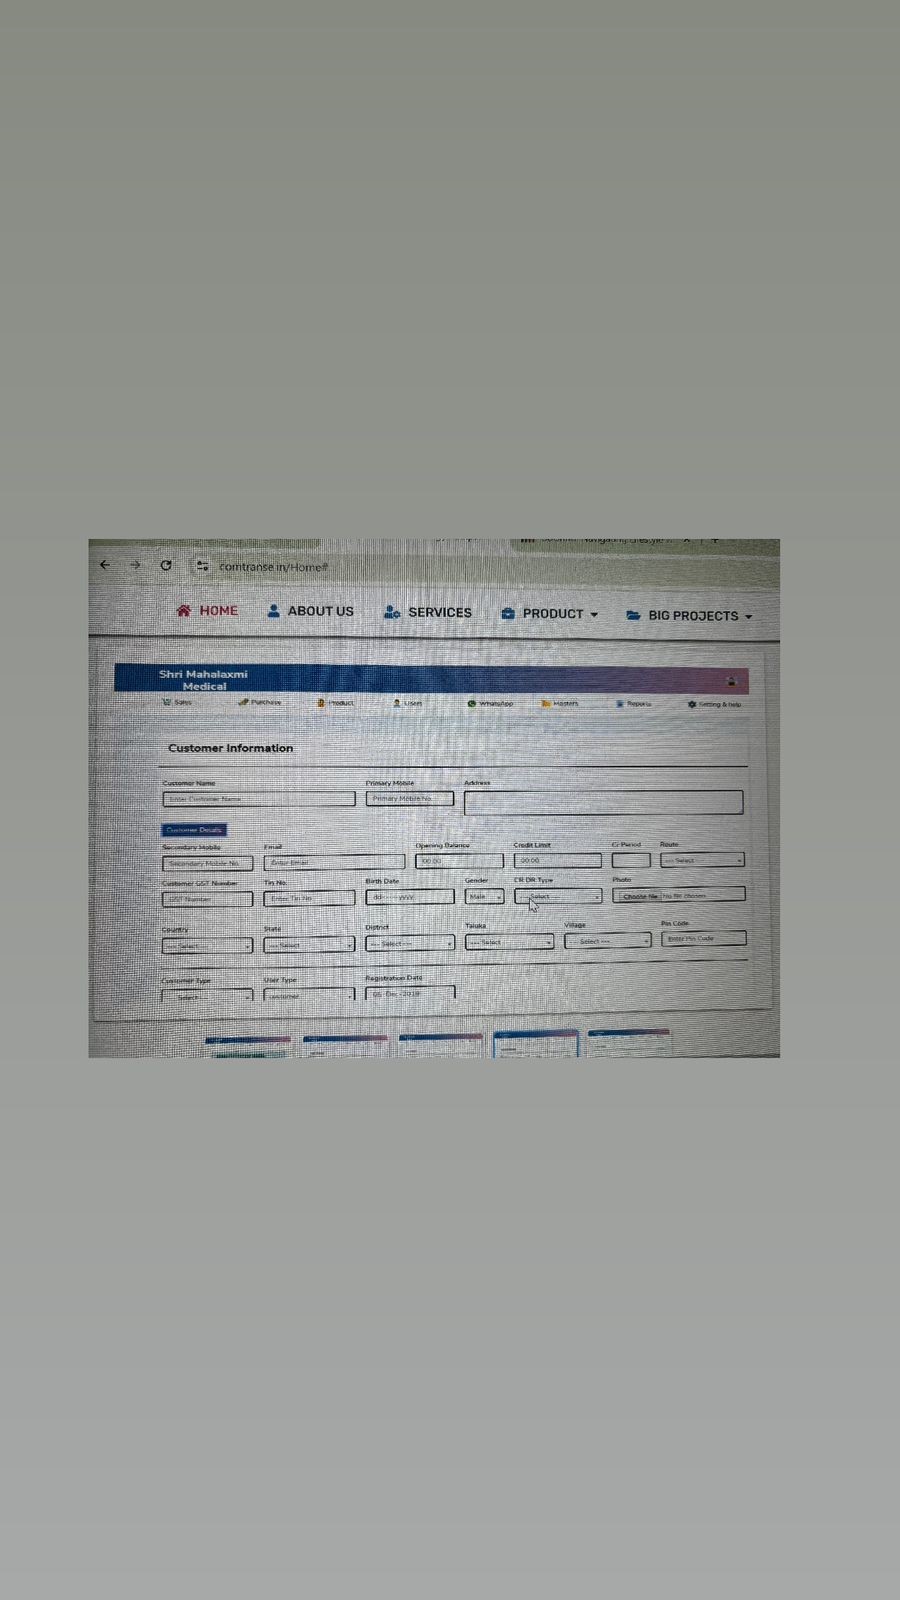 comtranse.in/Home#
HOME ABOUT US SERVICES PRODUCT BIG PROJECTS
Shri Mahalaxmi
Medical
Sales Purchase Product Users WhatsApp Masters Reports Setting & help
Customer Information
Customer Name Primary Mobile Address
Enter Customer Name Primary Mobile No.
Customer Details
Secondary Mobile Email Opening Balance Credit Limit Cr Period Route
Secondary Mobile No. Enter Email 00.00 00.00 --- Select
Customer GST Number Tin No. Birth Date Gender CR DR Type Photo
GST Number Enter Tin No Male --- Select Choose file No file chosen
Country State District Taluka Village Pin Code
--- Select --- Select --- Select --- --- Select --- Select --- Enter Pin Code
Customer Type User Type Registration Date
Select customer 05-Dec-2019